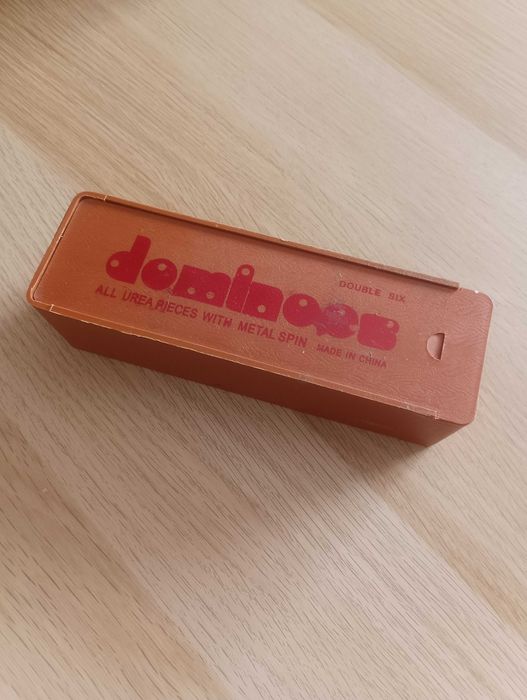 DOUBLE SIX
dominoes
ALL UREA PIECES WITH METAL SPIN
MADE IN CHINA